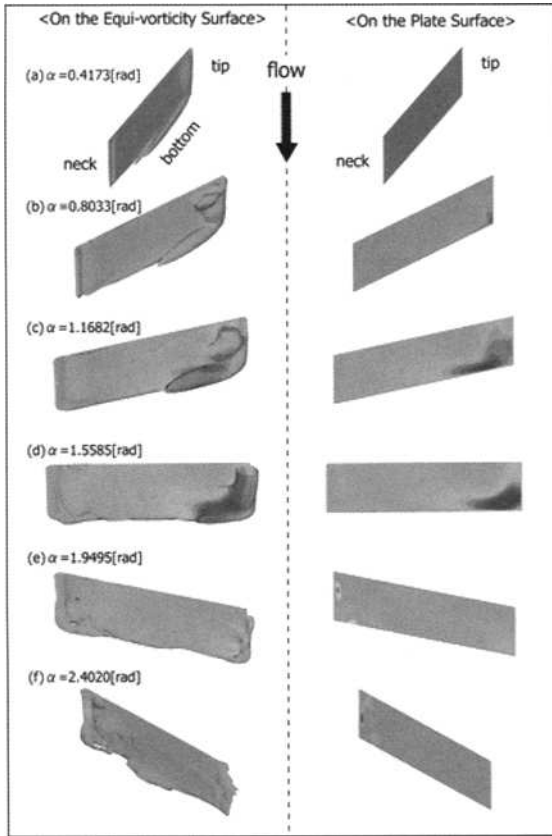 <On the Equi-vorticity Surface>
<On the Plate Surface>
(a) α=0.4173[rad]
tip
flow
tip
neck
bottom
neck
(b) α=0.8033[rad]
(c) α=1.1682[rad]
(d) α=1.5585[rad]
(e) α=1.9495[rad]
(f) α=2.4020[rad]